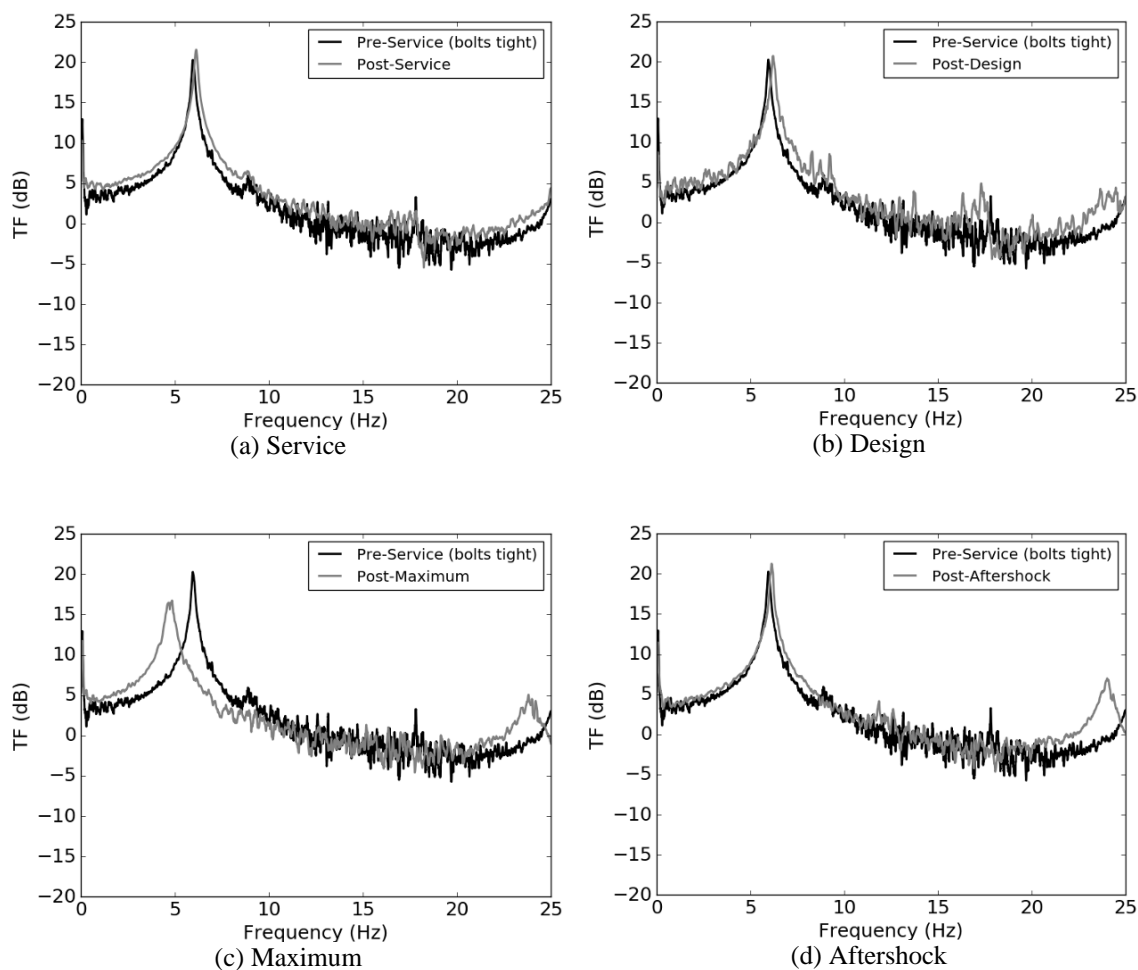 25
20
15
10
5
0
−5
−10
−15
−20
TF (dB)
Pre-Service (bolts tight)
Post-Service
0 5 10 15 20 25
Frequency (Hz)
(a) Service
25
20
15
10
5
0
−5
−10
−15
−20
TF (dB)
Pre-Service (bolts tight)
Post-Design
0 5 10 15 20 25
Frequency (Hz)
(b) Design
25
20
15
10
5
0
−5
−10
−15
−20
TF (dB)
Pre-Service (bolts tight)
Post-Maximum
0 5 10 15 20 25
Frequency (Hz)
(c) Maximum
25
20
15
10
5
0
−5
−10
−15
−20
TF (dB)
Pre-Service (bolts tight)
Post-Aftershock
0 5 10 15 20 25
Frequency (Hz)
(d) Aftershock